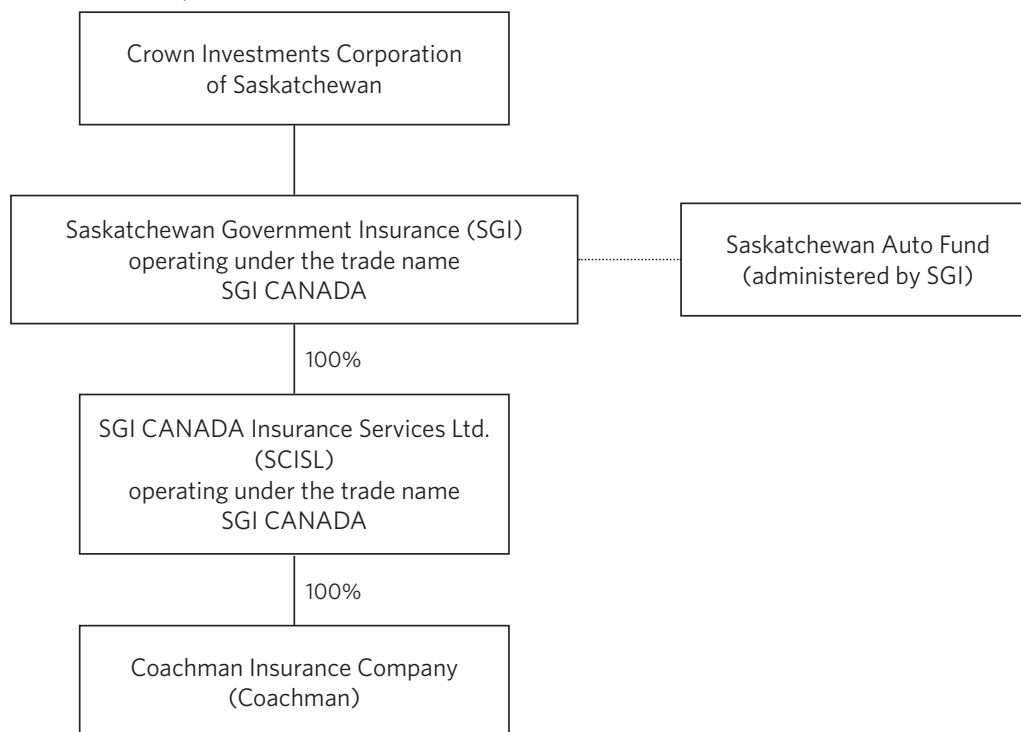 Crown Investments Corporation
of Saskatchewan
Saskatchewan Government Insurance (SGI)
operating under the trade name
SGI CANADA
Saskatchewan Auto Fund
(administered by SGI)
100%
SGI CANADA Insurance Services Ltd.
(SCISL)
operating under the trade name
SGI CANADA
100%
Coachman Insurance Company
(Coachman)